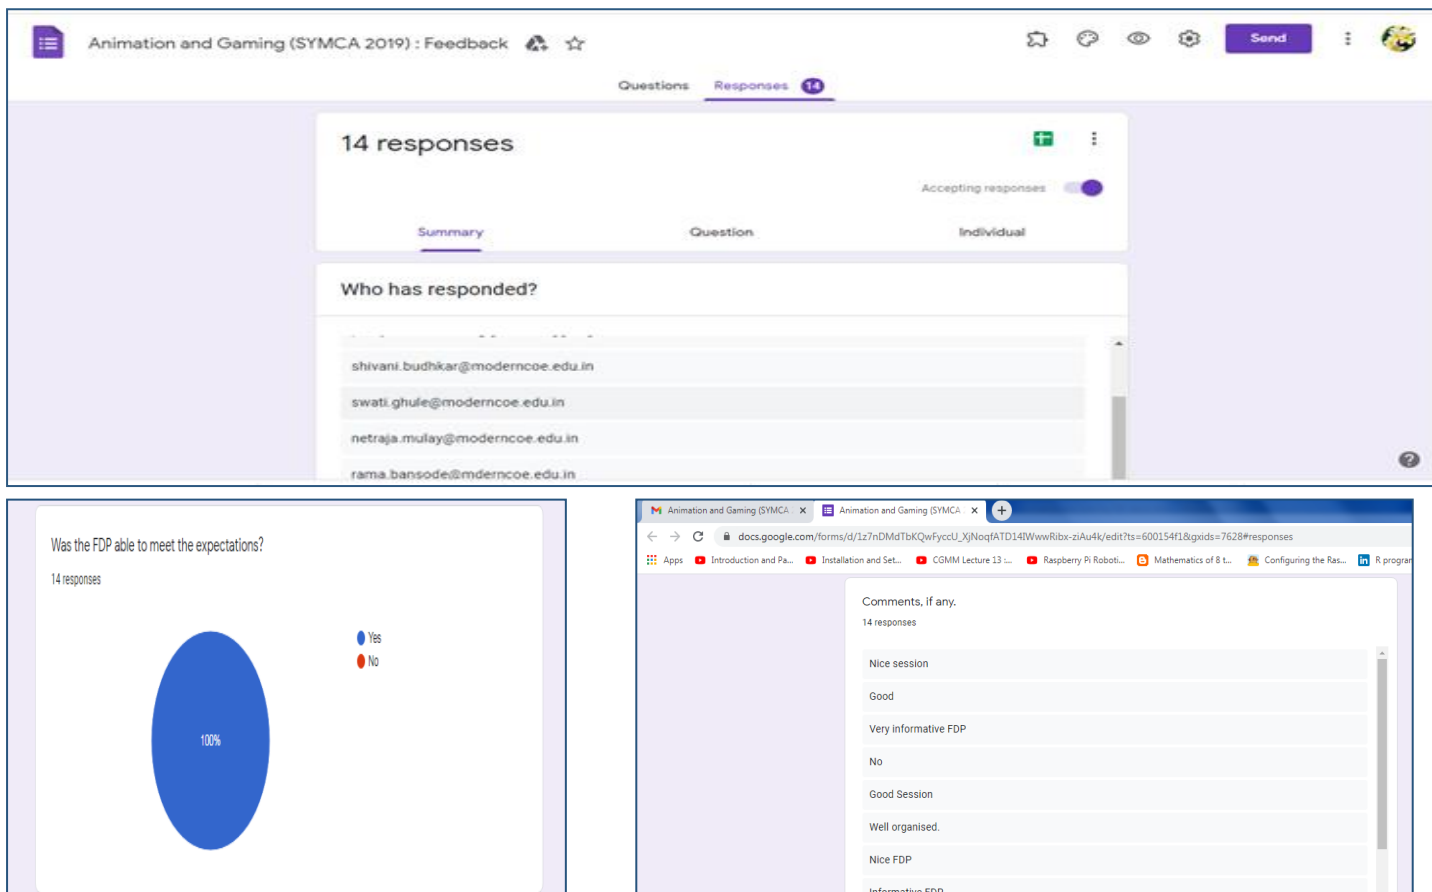 Animation and Gaming (SYMCA 2019) : Feedback
Send
Questions Responses 14
14 responses
Accepting responses
Summary Question Individual
Who has responded?
shivani.budhkar@moderncoe.edu.in
swati.ghule@moderncoe.edu.in
netraja.mulay@moderncoe.edu.in
rama.bansode@mderncoe.edu.in
Was the FDP able to meet the expectations?
14 responses
Yes
No
100%
Animation and Gaming (SYMCA Animation and Gaming (SYMCA
docs.google.com/forms/d/1z7nDMdTbKQwFyccU_XjNoqfATD14IWwwRibx-ziAu4k/edit?ts=600154f1&gxids=7628#responses
Apps Introduction and Pa... Installation and Set... CGMM Lecture 13 :... Raspberry Pi Roboti... Mathematics of 8 t... Configuring the Ras... in R prograr
Comments, if any.
14 responses
Nice session
Good
Very informative FDP
No
Good Session
Well organised.
Nice FDP
Informative FDP